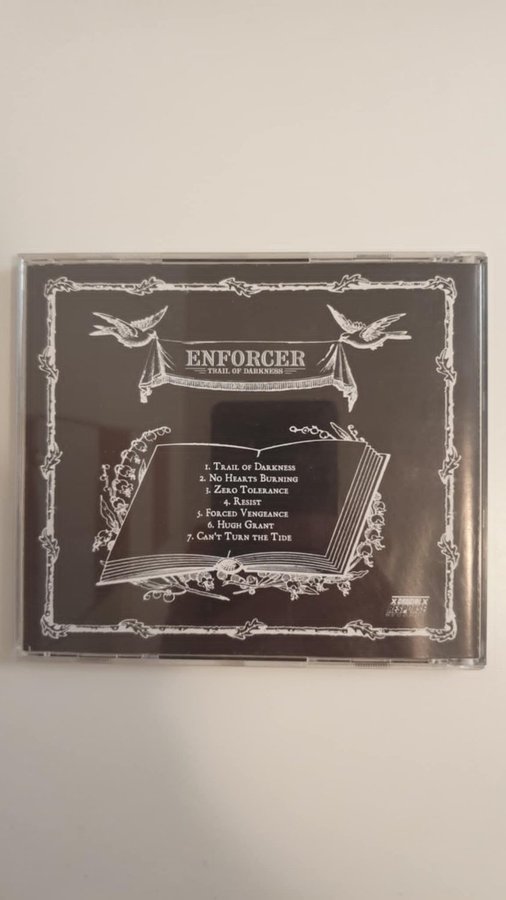 ENFORCER
TRAIL OF DARKNESS
1. TRAIL OF DARKNESS
2. NO HEARTS BURNING
3. ZERO TOLERANCE
4. RESIST
5. FORCED VENGEANCE
6. HUGH GRANT
7. CAN'T TURN THE TIDE
RESPONSE